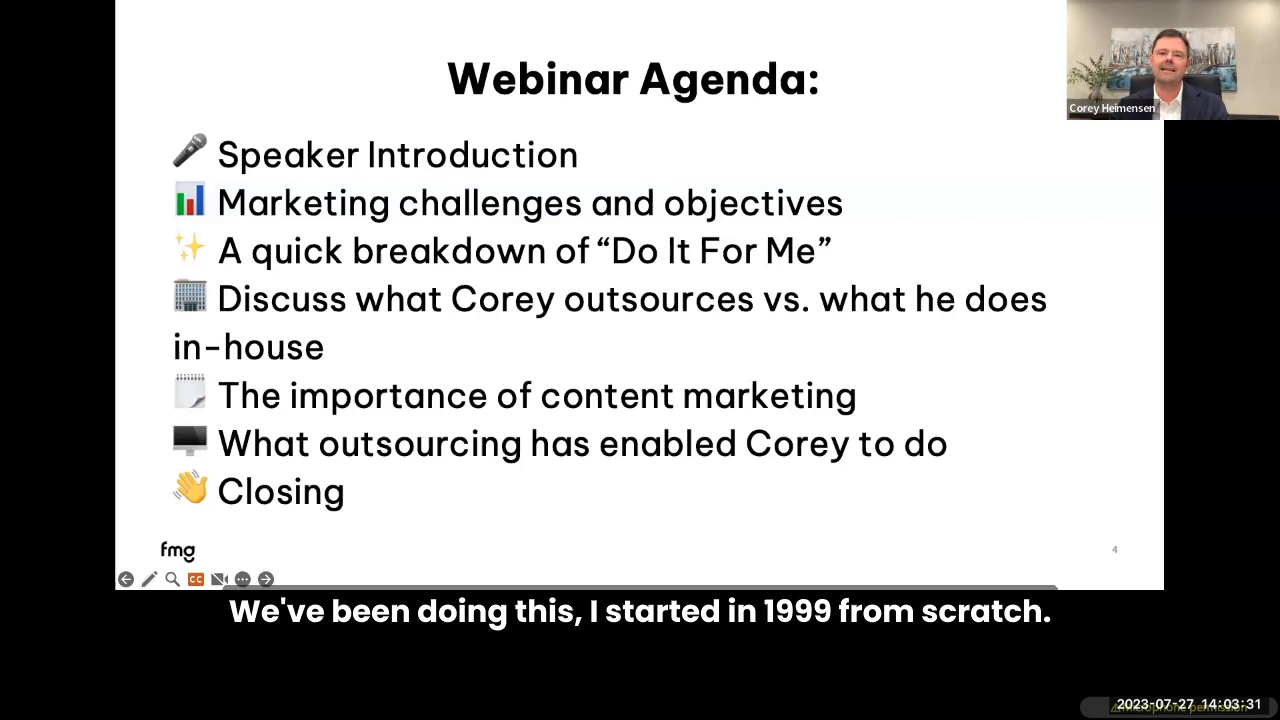 Webinar Agenda:
Corey Heimensen
🎤 Speaker Introduction
📊 Marketing challenges and objectives
✨ A quick breakdown of “Do It For Me”
🏢 Discuss what Corey outsources vs. what he does
in-house
🗒️ The importance of content marketing
🖥️ What outsourcing has enabled Corey to do
👋 Closing
fmg
4
CC
We've been doing this, I started in 1999 from scratch.
2023-07-27 14:03:31